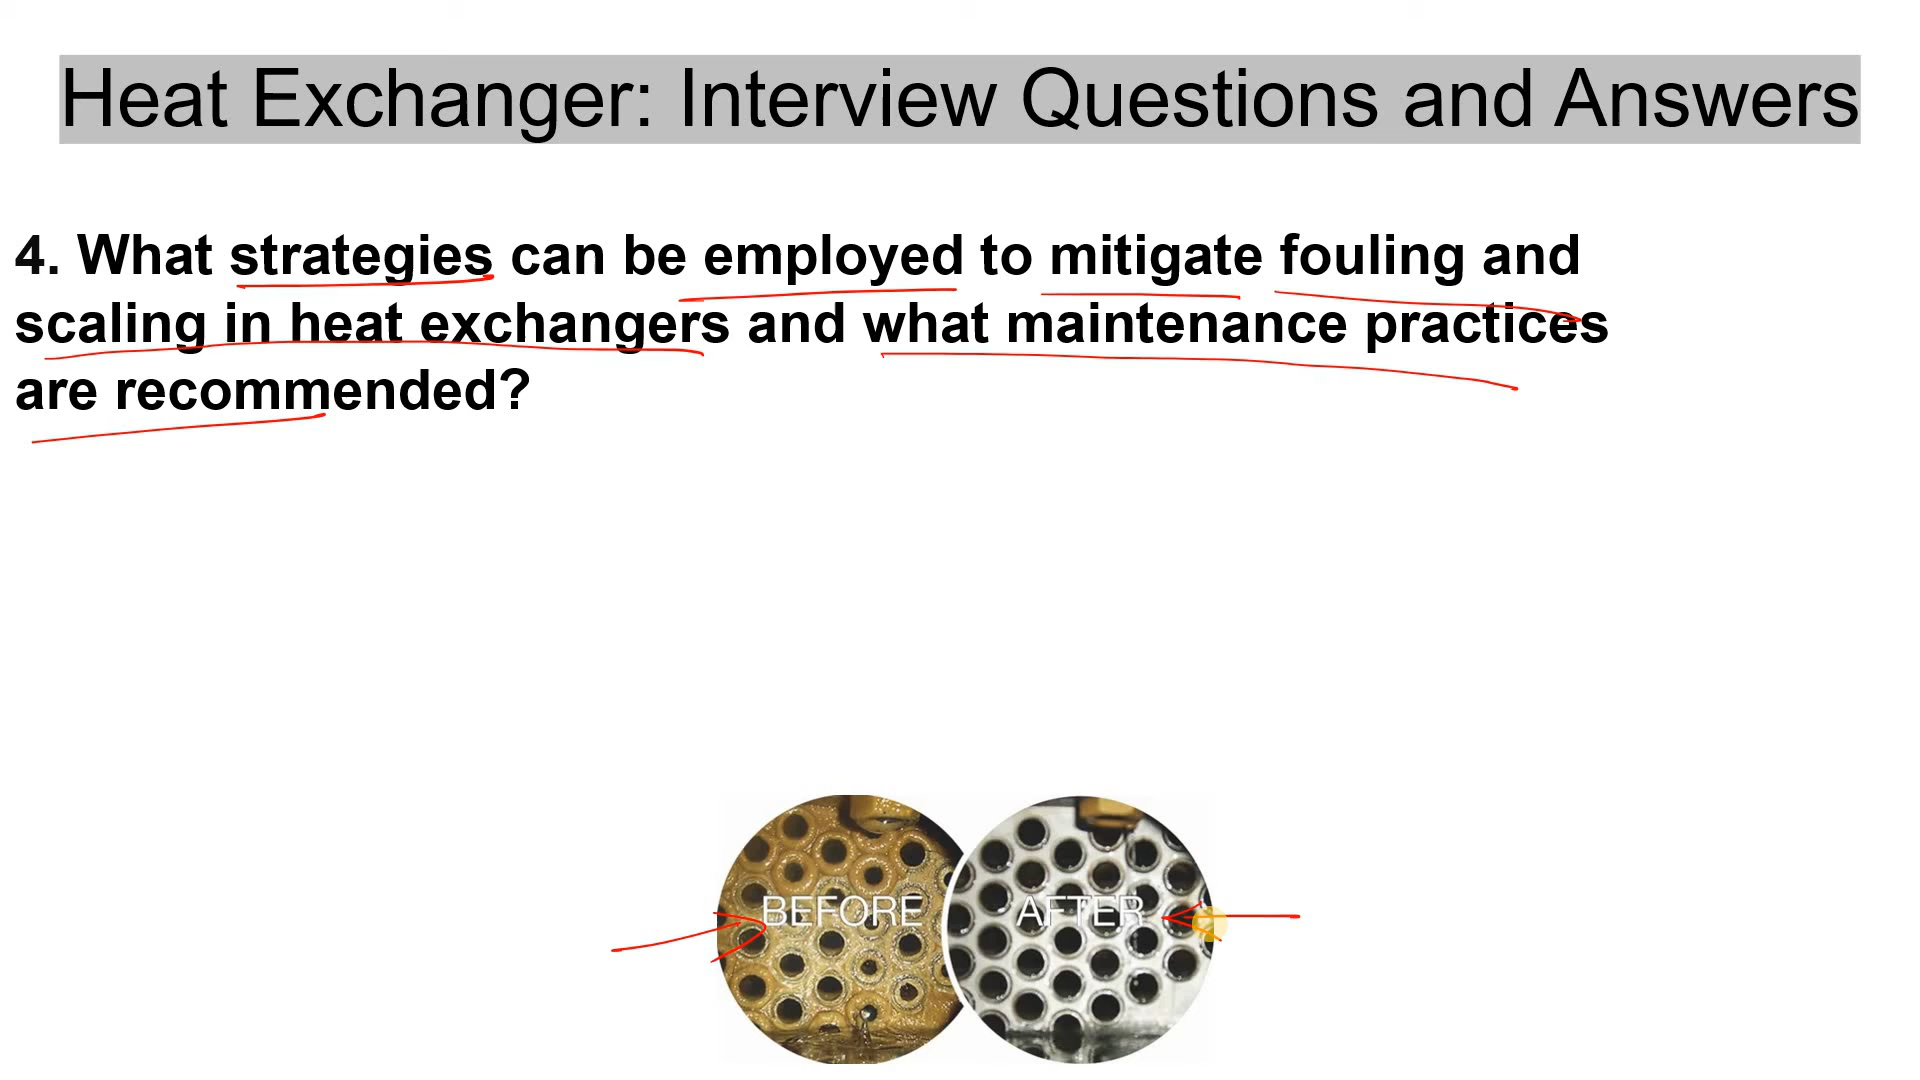 Heat Exchanger: Interview Questions and Answers
4. What strategies can be employed to mitigate fouling and
scaling in heat exchangers and what maintenance practices
are recommended?
BEFORE
AFTER